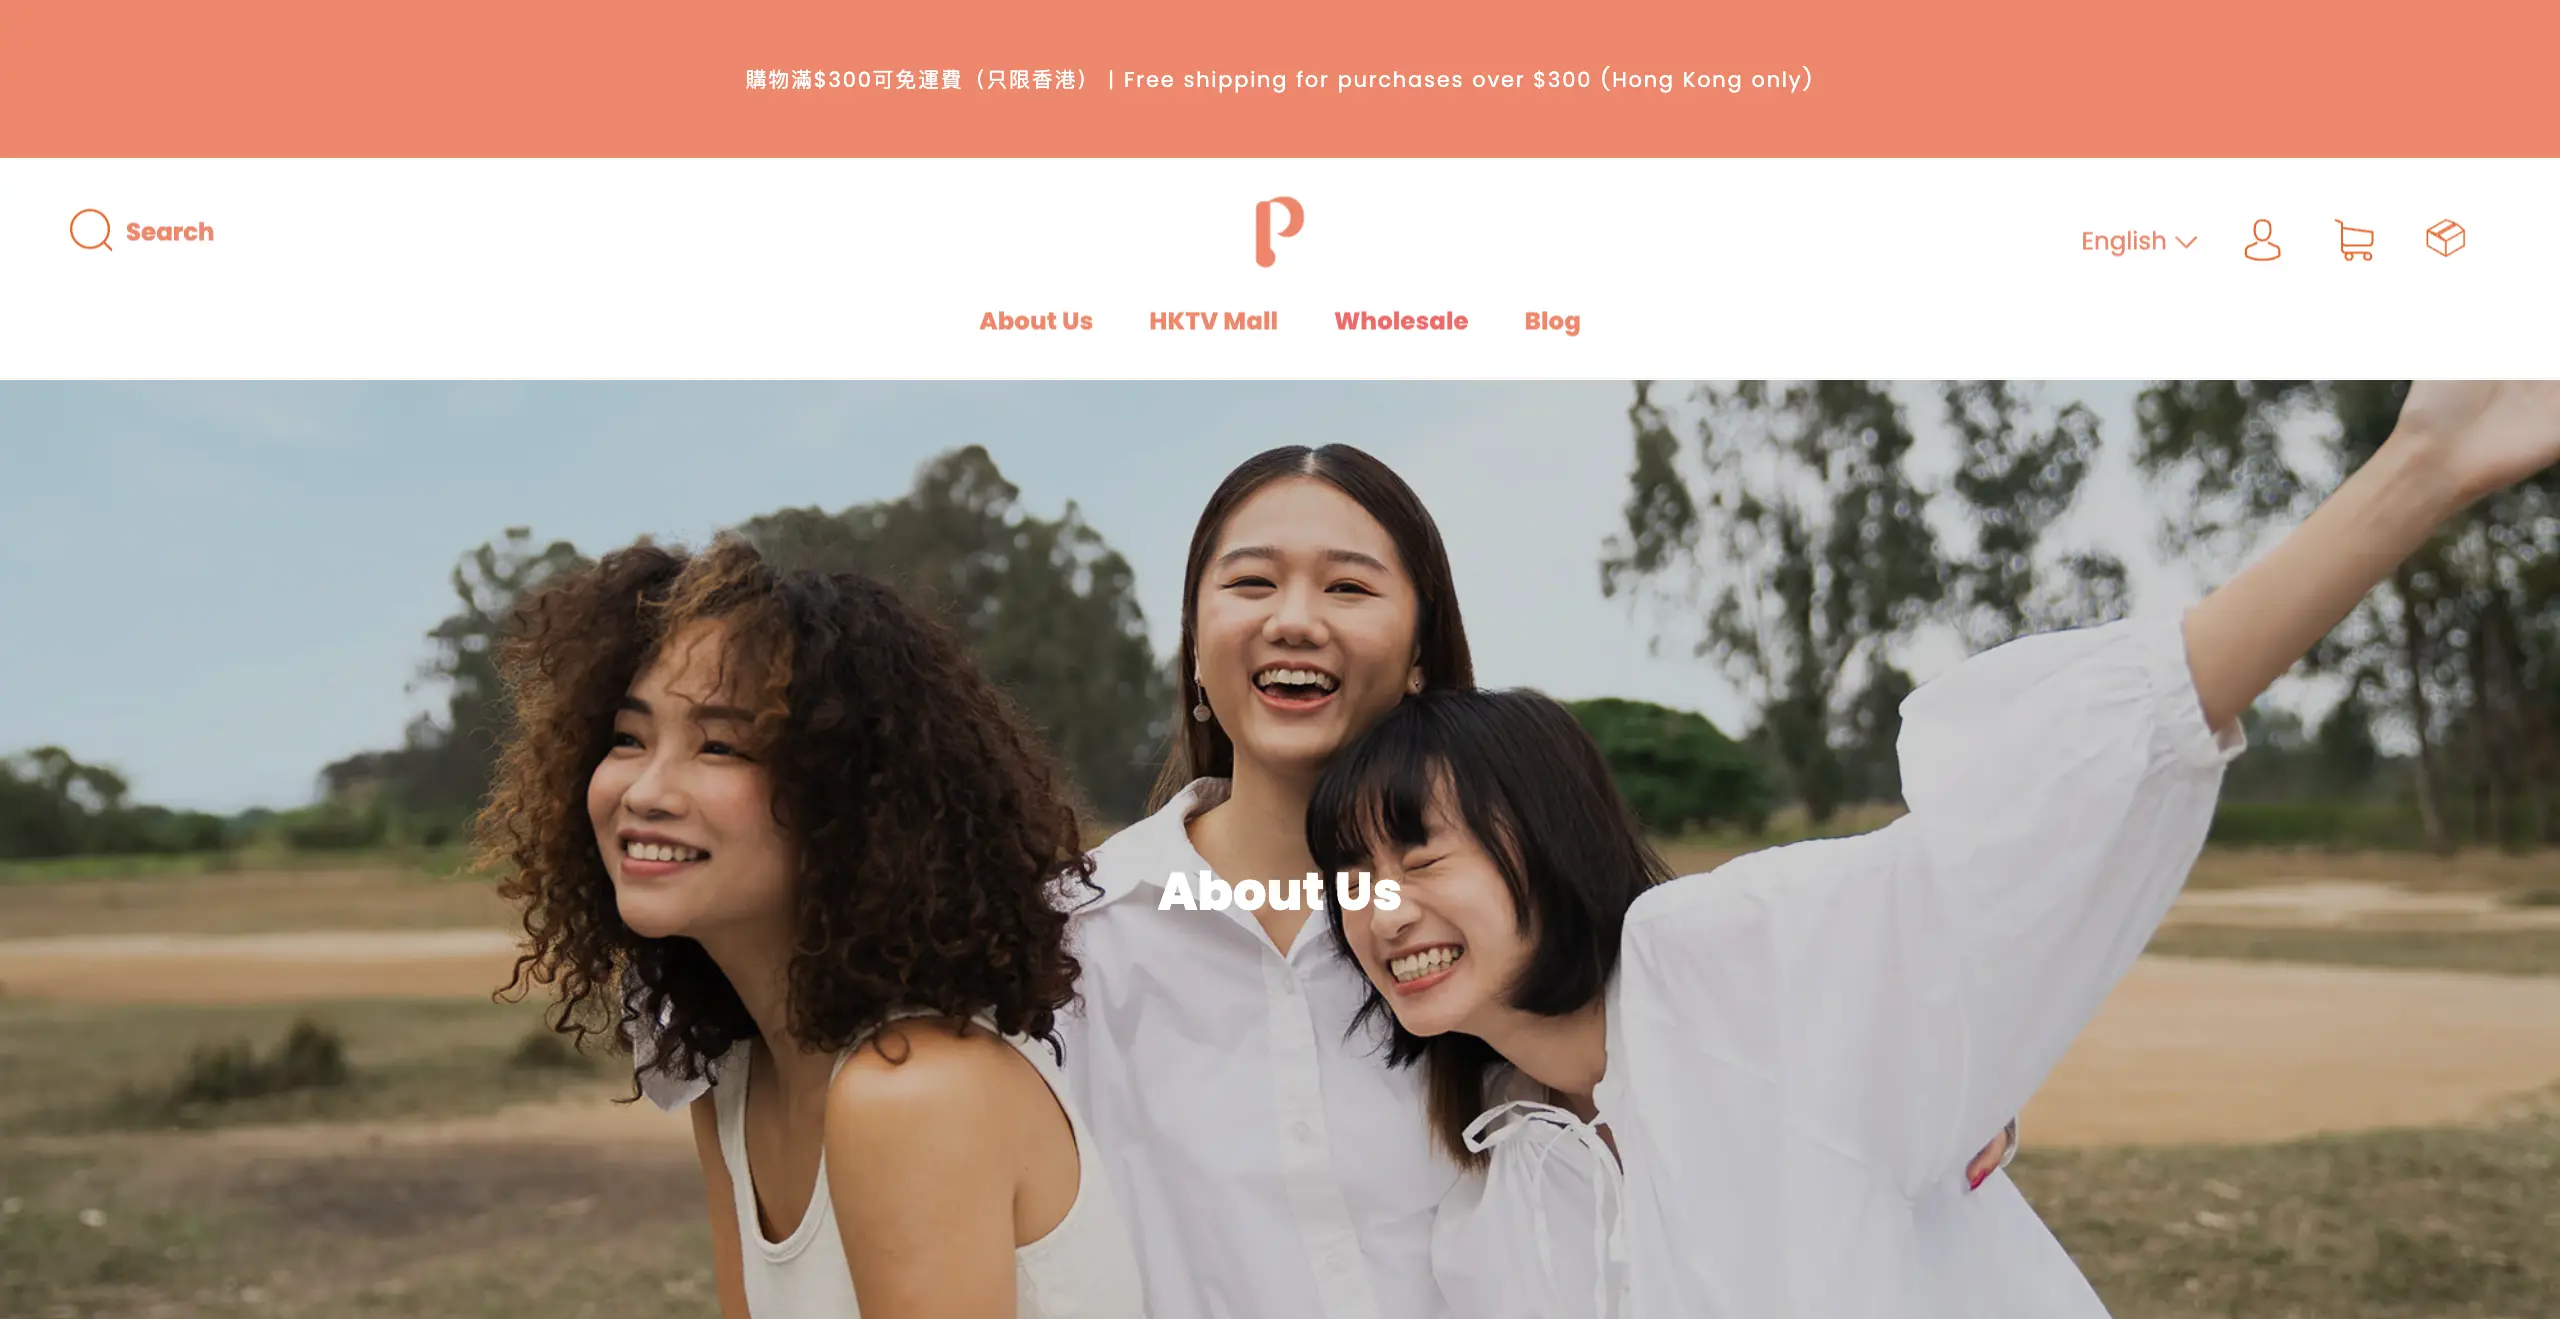 購物滿$300可免運費（只限香港） | Free shipping for purchases over $300 (Hong Kong only)
Search
P
English
About Us
HKTV Mall
Wholesale
Blog
About Us